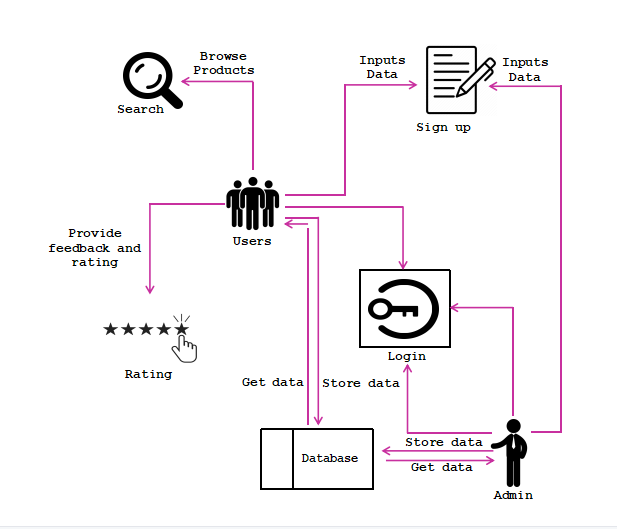 Browse
Products
Search
Inputs
Data
Inputs
Data
Sign up
Users
Provide
feedback and
rating
Rating
Login
Get data
Store data
Database
Store data
Get data
Admin